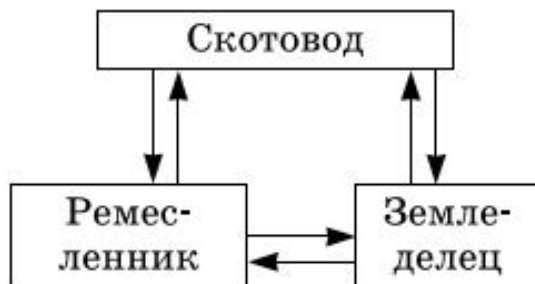 Скотовод
Ремес-
ленник
Земле-
делец